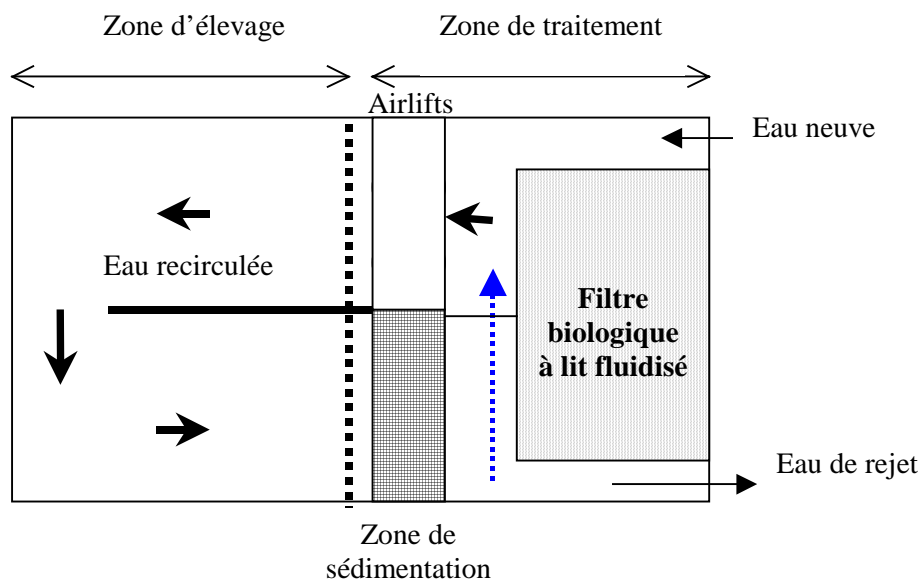 Zone d'élevage
Zone de traitement
Airlifts
Eau neuve
Eau recirculée
Filtre
biologique
à lit fluidisé
Eau de rejet
Zone de
sédimentation